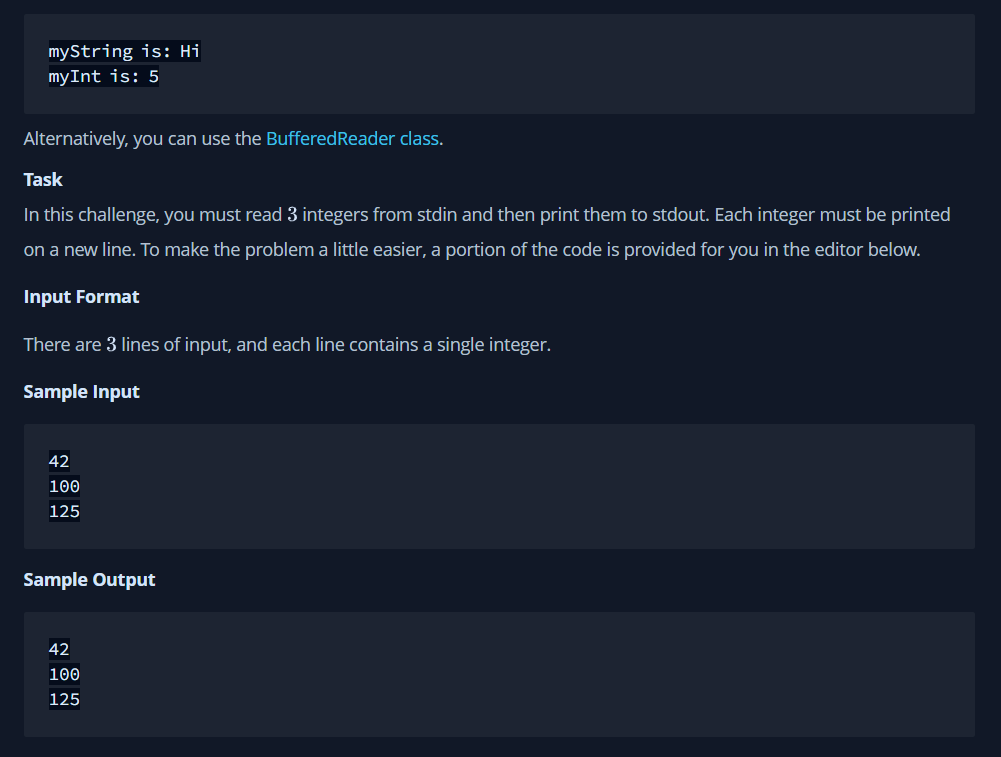 myString is: Hi
myInt is: 5
Alternatively, you can use the BufferedReader class.
Task
In this challenge, you must read 3 integers from stdin and then print them to stdout. Each integer must be printed
on a new line. To make the problem a little easier, a portion of the code is provided for you in the editor below.
Input Format
There are 3 lines of input, and each line contains a single integer.
Sample Input
42
100
125
Sample Output
42
100
125